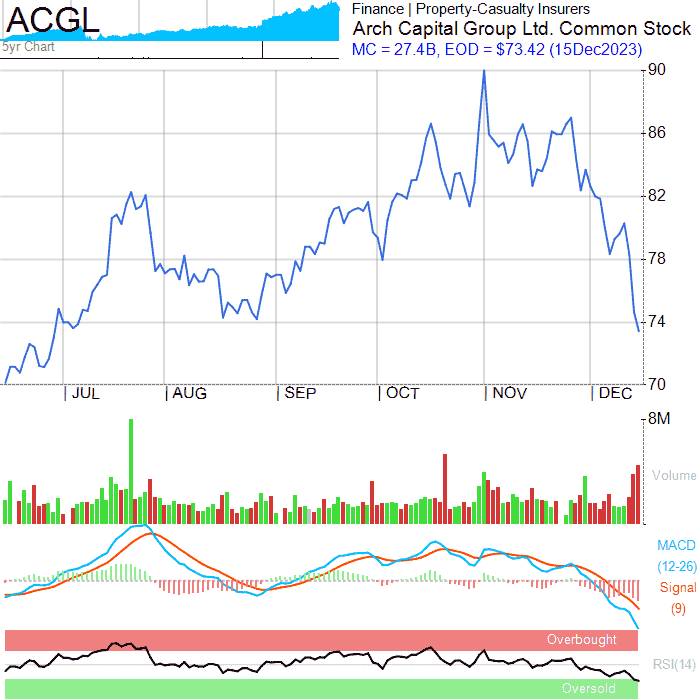 ACGL
5yr Chart
Finance | Property-Casualty Insurers
Arch Capital Group Ltd. Common Stock
MC = 27.4B, EOD = $73.42 (15Dec2023)
90
86
82
78
74
70
| JUL | AUG | SEP | OCT | NOV | DEC
8M
Volume
MACD
(12-26)
Signal
(9)
Overbought
RSI(14)
Oversold